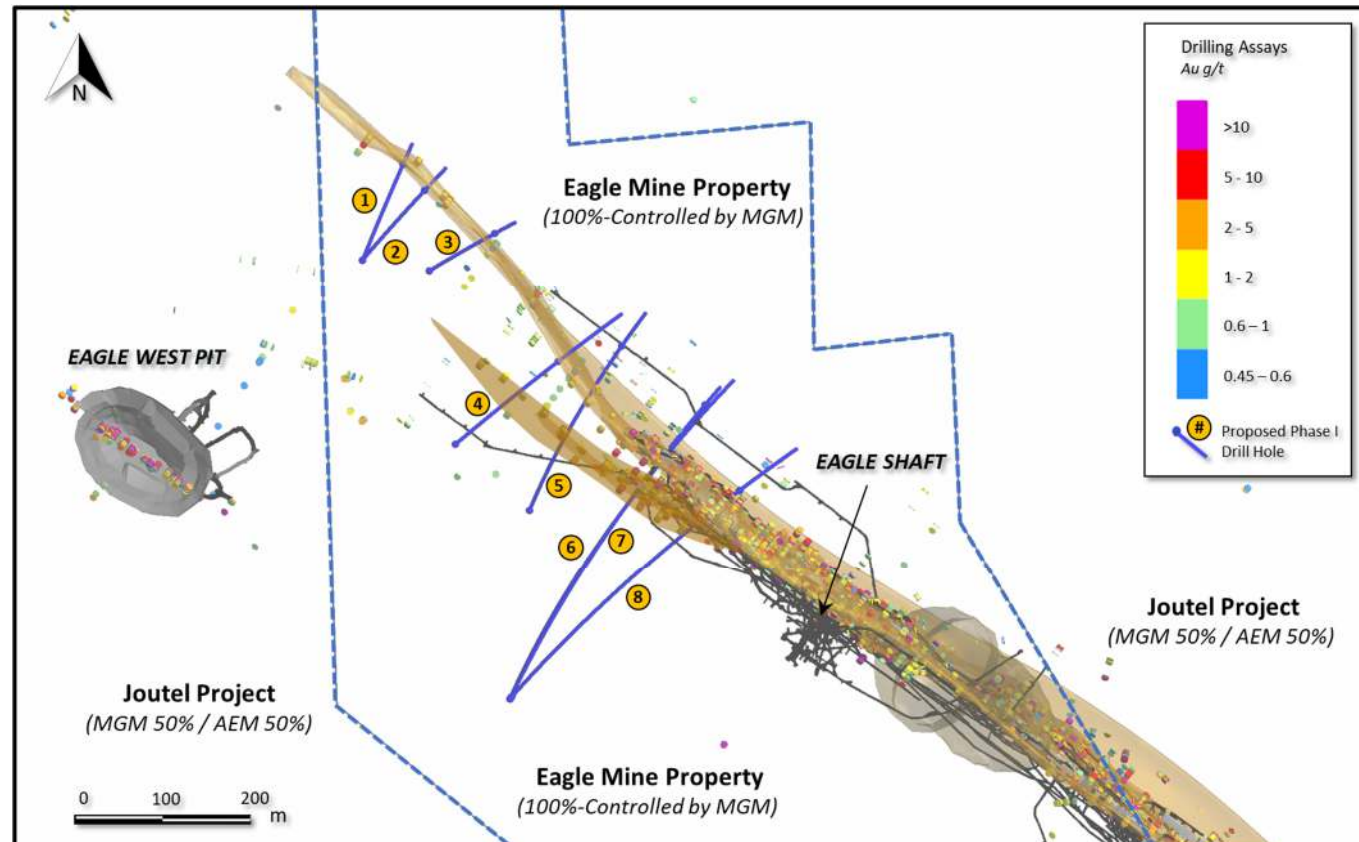 N
Drilling Assays
Au g/t
>10
5 - 10
2 - 5
1 - 2
0.6 – 1
0.45 – 0.6
#
Proposed Phase I
Drill Hole
Eagle Mine Property
(100%-Controlled by MGM)
1
2
3
EAGLE WEST PIT
4
EAGLE SHAFT
5
6
7
8
Joutel Project
(MGM 50% / AEM 50%)
Joutel Project
(MGM 50% / AEM 50%)
Eagle Mine Property
(100%-Controlled by MGM)
0 100 200
m